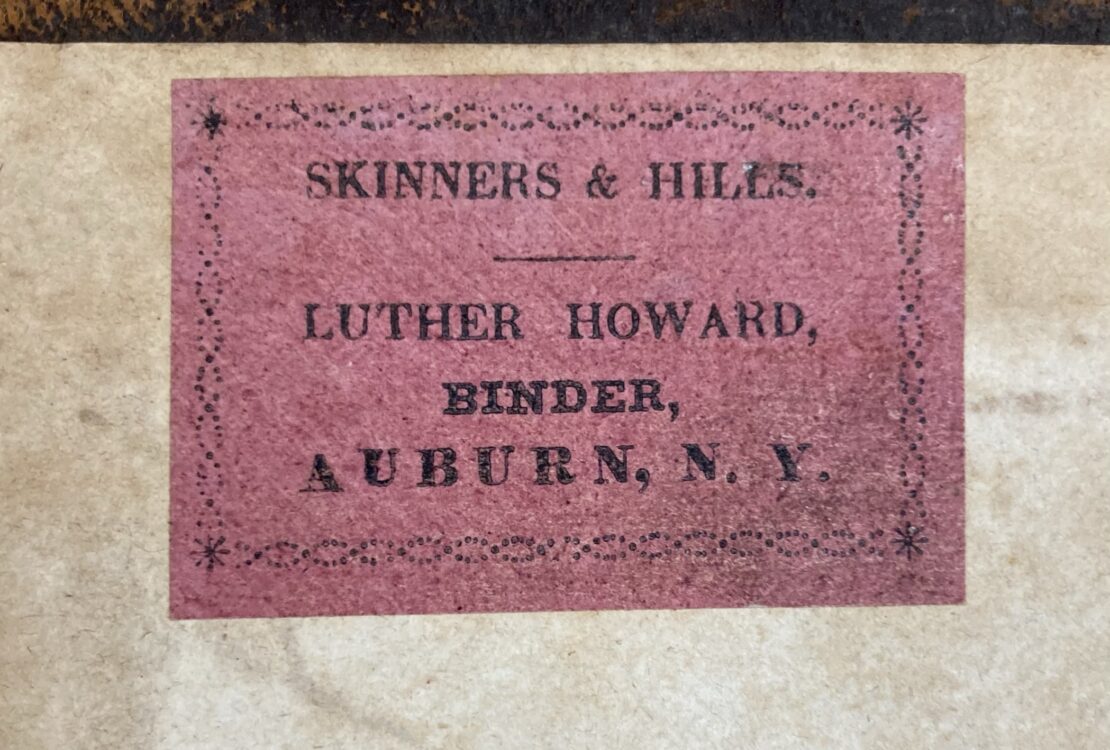 SKINNERS & HILLS.
LUTHER HOWARD,
BINDER,
AUBURN, N. Y.